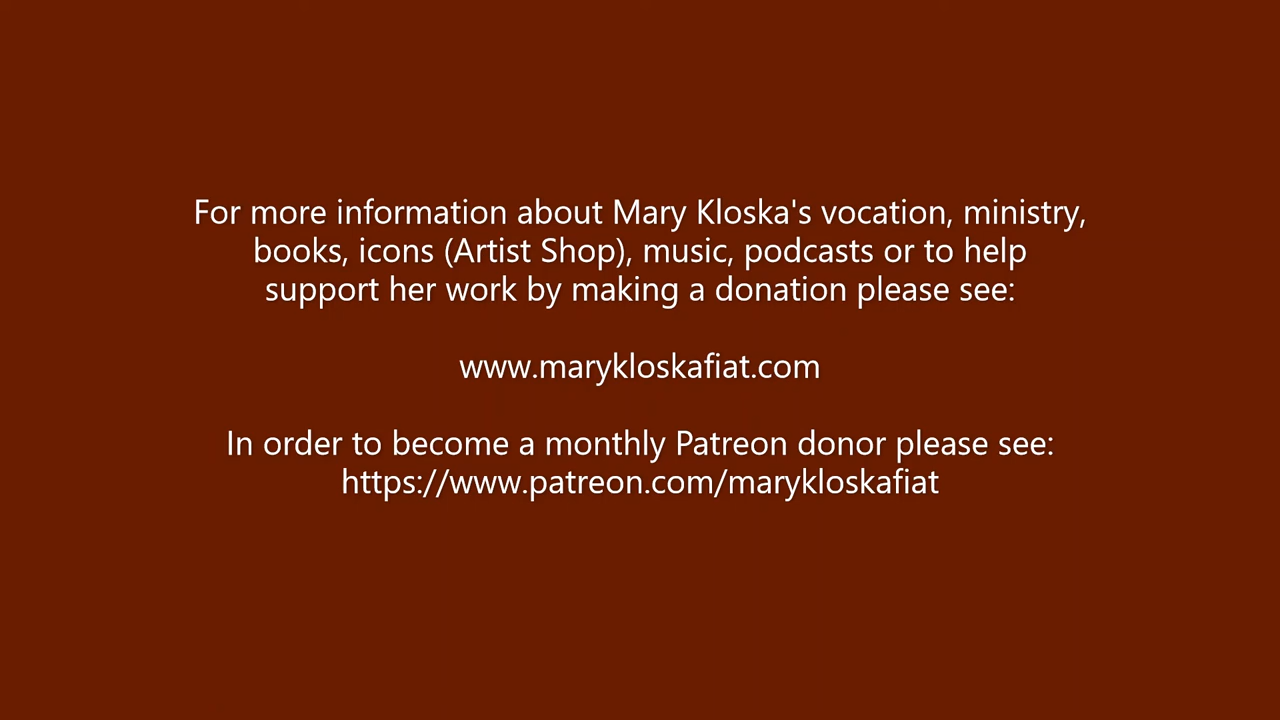 For more information about Mary Kloska's vocation, ministry,
books, icons (Artist Shop), music, podcasts or to help
support her work by making a donation please see:
www.marykloskafiat.com
In order to become a monthly Patreon donor please see:
https://www.patreon.com/marykloskafiat